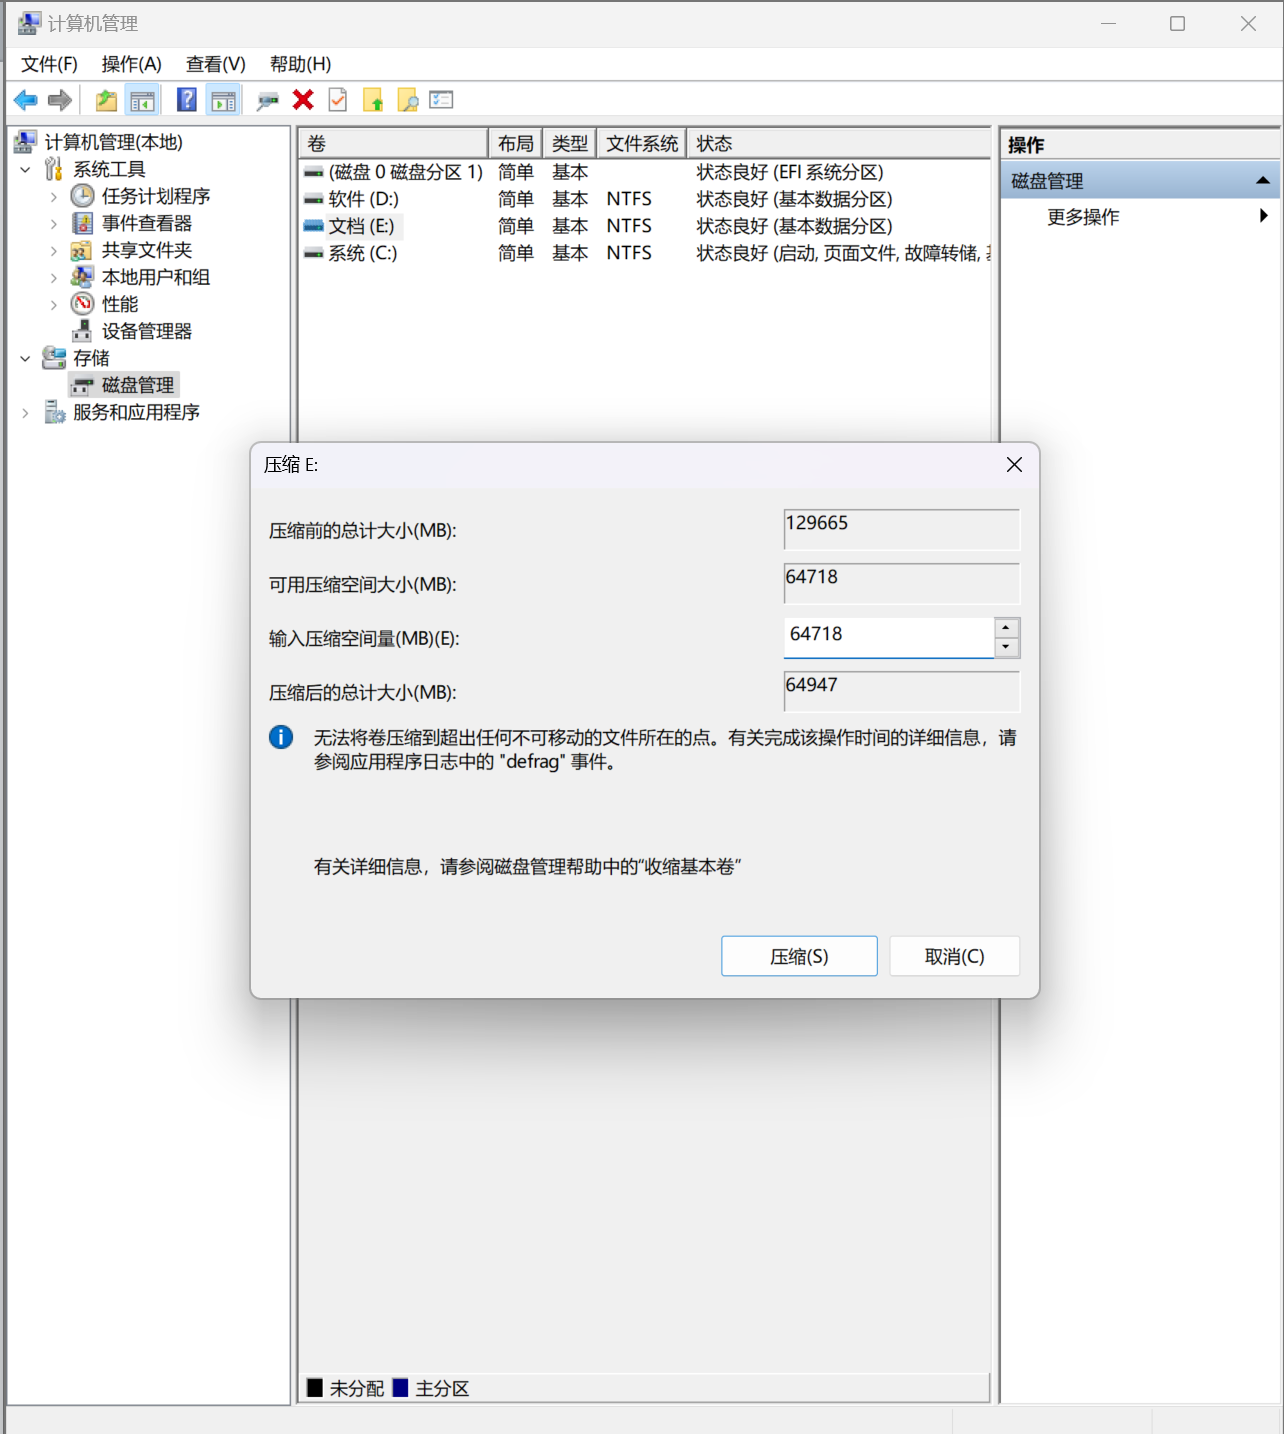 计算机管理
文件(F) 操作(A) 查看(V) 帮助(H)
计算机管理(本地)
系统工具
任务计划程序
事件查看器
共享文件夹
本地用户和组
性能
设备管理器
存储
磁盘管理
服务和应用程序
卷 布局 类型 文件系统 状态
(磁盘 0 磁盘分区 1) 简单 基本 状态良好 (EFI 系统分区)
软件 (D:) 简单 基本 NTFS 状态良好 (基本数据分区)
文档 (E:) 简单 基本 NTFS 状态良好 (基本数据分区)
系统 (C:) 简单 基本 NTFS 状态良好 (启动, 页面文件, 故障转储,
操作
磁盘管理
更多操作
压缩 E:
压缩前的总计大小(MB): 129665
可用压缩空间大小(MB): 64718
输入压缩空间量(MB)(E): 64718
压缩后的总计大小(MB): 64947
无法将卷压缩到超出任何不可移动的文件所在的点。有关完成该操作时间的详细信息，请
参阅应用程序日志中的 "defrag" 事件。
有关详细信息，请参阅磁盘管理帮助中的“收缩基本卷”
压缩(S) 取消(C)
未分配 主分区